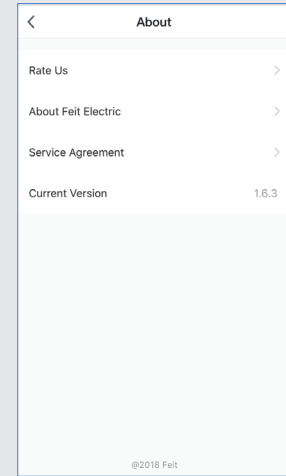 About
Rate Us
About Feit Electric
Service Agreement
Current Version 1.6.3
@2018 Feit